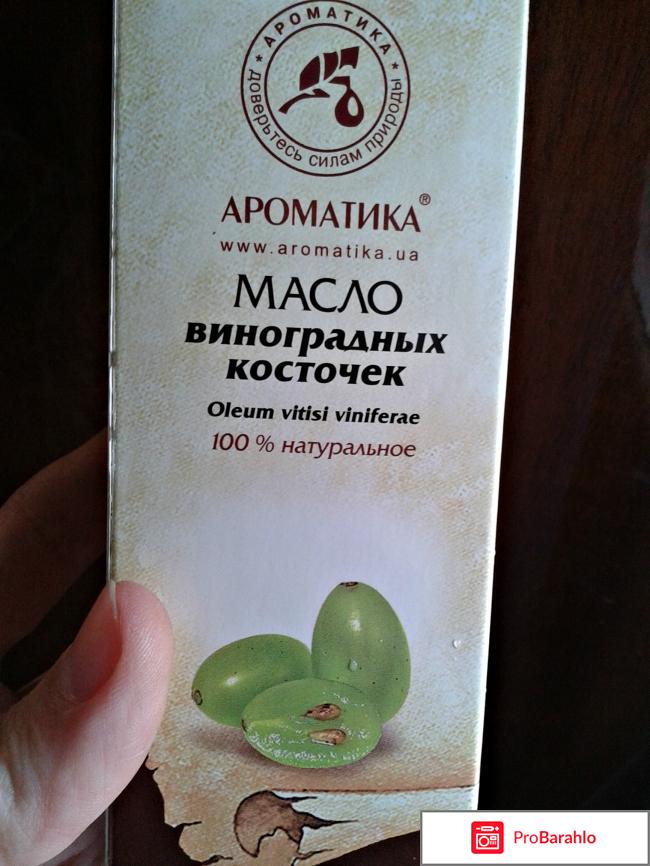 * АРОМАТИКА *
доверьтесь силам природы
АРОМАТИКА®
www.aromatika.ua
МАСЛО
виноградных
косточек
Oleum vitisi viniferae
100 % натуральное
ProBarahlo